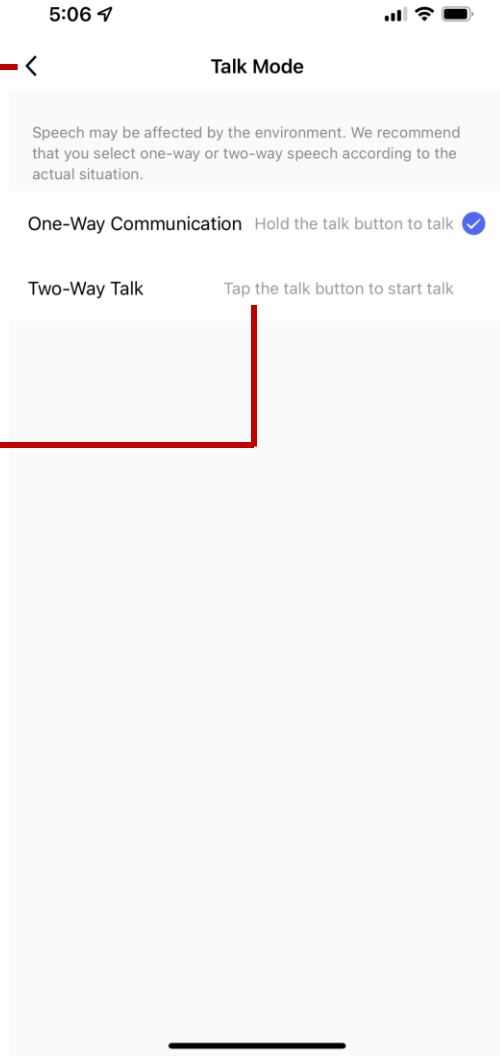 5:06
Talk Mode
Speech may be affected by the environment. We recommend
that you select one-way or two-way speech according to the
actual situation.
One-Way Communication Hold the talk button to talk
Two-Way Talk Tap the talk button to start talk